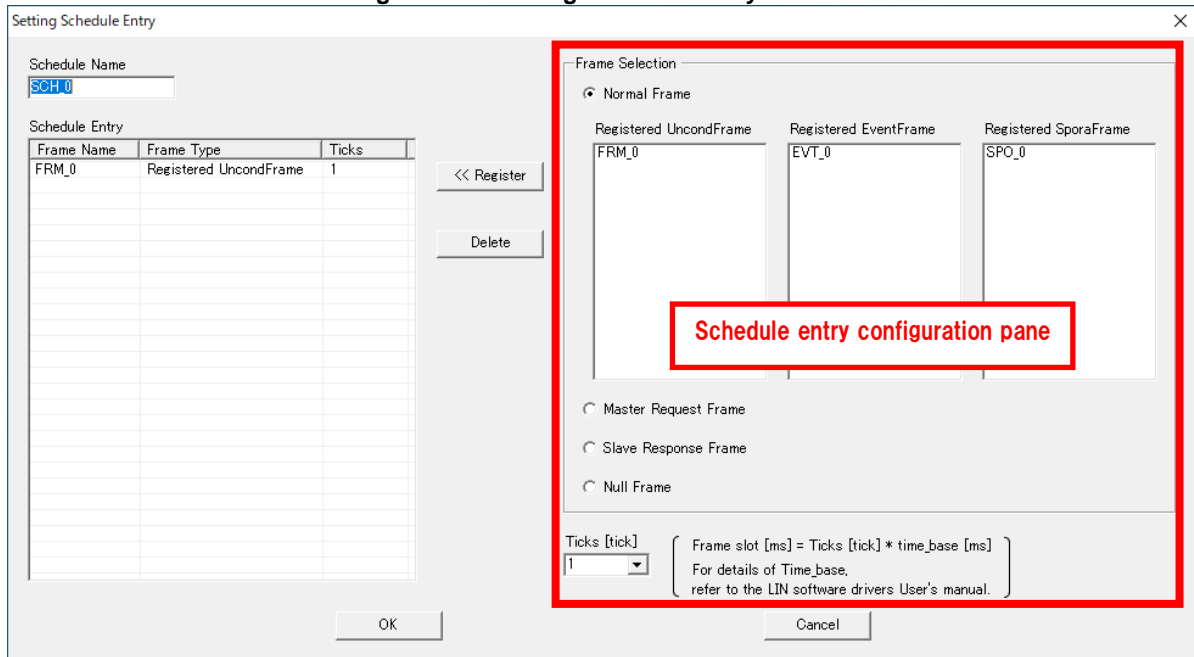 Setting Schedule Entry
Schedule Name
SCH_0
Schedule Entry
Frame Name Frame Type Ticks
FRM_0 Registered UncondFrame 1
<< Register
Delete
Frame Selection
Normal Frame
Registered UncondFrame Registered EventFrame Registered SporaFrame
FRM_0 EVT_0 SPO_0
Schedule entry configuration pane
Master Request Frame
Slave Response Frame
Null Frame
Ticks [tick]
1
Frame slot [ms] = Ticks [tick] * time_base [ms]
For details of Time_base,
refer to the LIN software drivers User's manual.
OK
Cancel